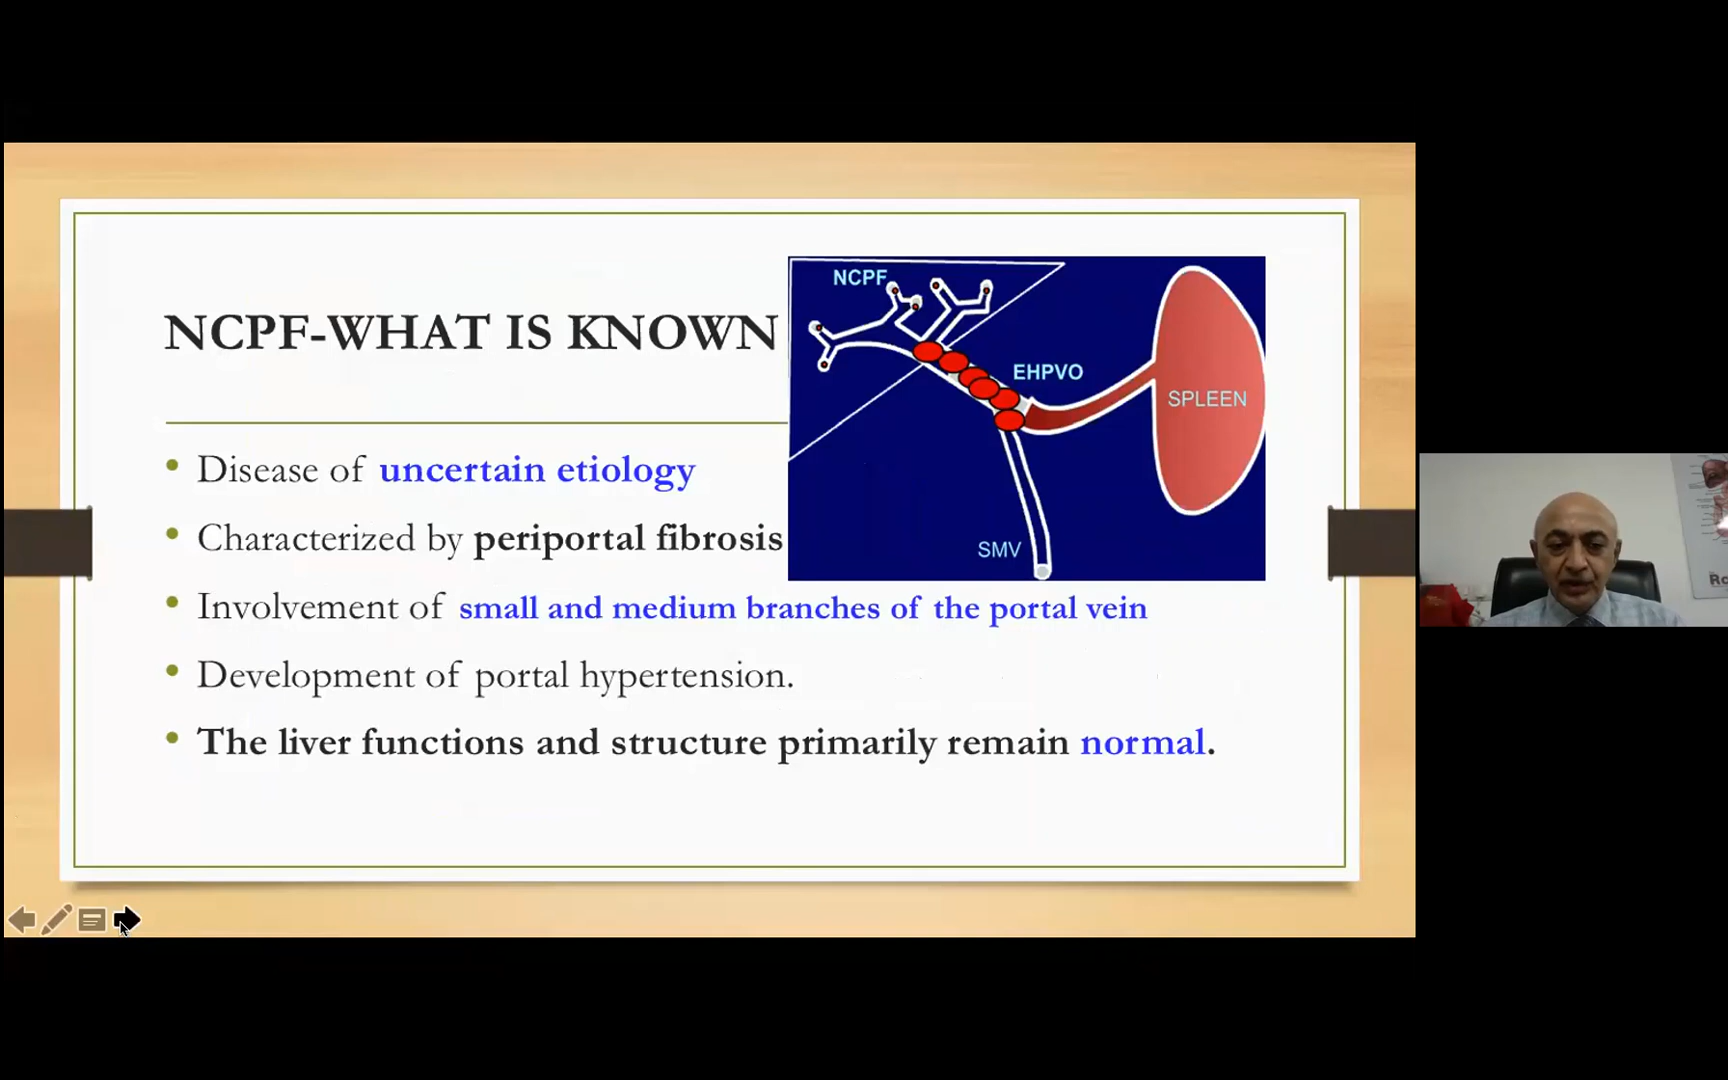 NCPF-WHAT IS KNOWN
NCPF
EHPVO
SPLEEN
SMV
• Disease of uncertain etiology
• Characterized by periportal fibrosis
• Involvement of small and medium branches of the portal vein
• Development of portal hypertension.
• The liver functions and structure primarily remain normal.